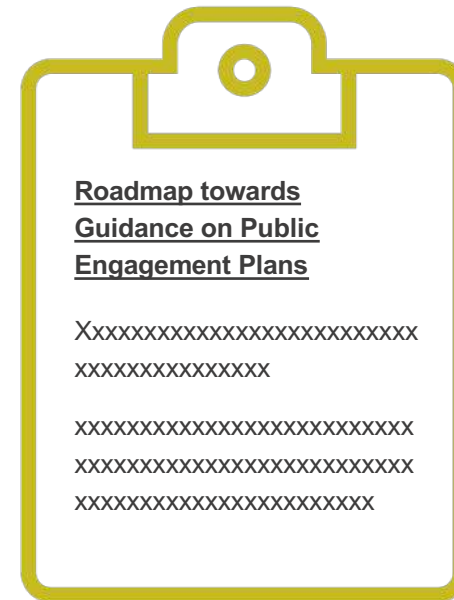 Roadmap towards
Guidance on Public
Engagement Plans
Xxxxxxxxxxxxxxxxxxxxxxxxxx
xxxxxxxxxxxxxxx
xxxxxxxxxxxxxxxxxxxxxxxxxx
xxxxxxxxxxxxxxxxxxxxxxxxxx
xxxxxxxxxxxxxxxxxxxxxxx